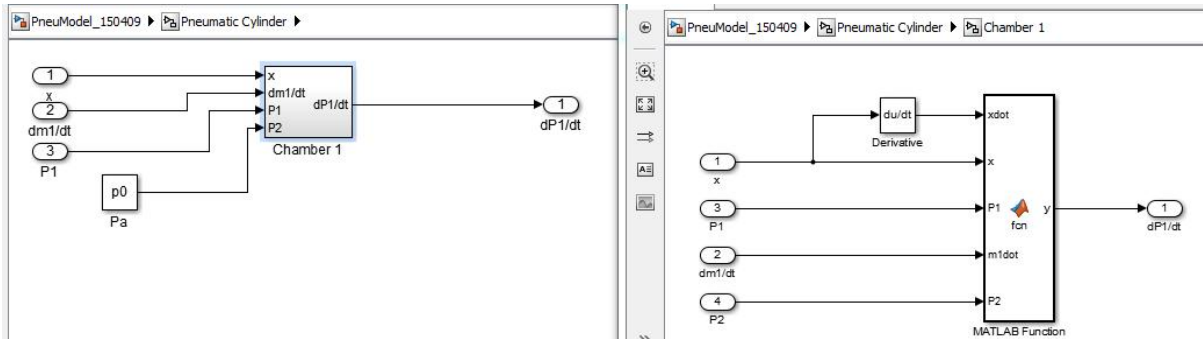 PneuModel_150409 ▶ Pneumatic Cylinder ▶
1
x
2
dm1/dt
3
P1
p0
Pa
x
dm1/dt
P1
P2
dP1/dt
Chamber 1
1
dP1/dt
PneuModel_150409 ▶ Pneumatic Cylinder ▶ Chamber 1
A
du/dt
Derivative
1
x
3
P1
2
dm1/dt
4
P2
xdot
x
P1
m1dot
P2
fcn
y
MATLAB Function
1
dP1/dt